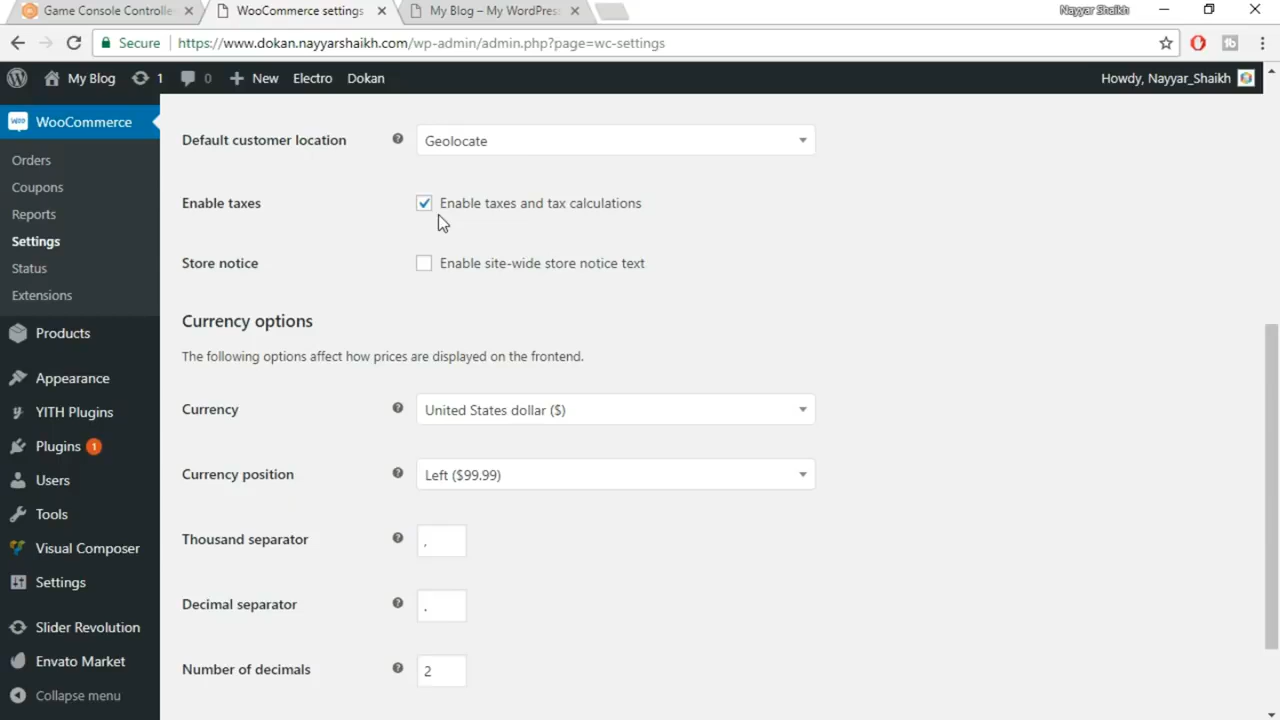 Game Console Controlle
WooCommerce settings
My Blog – My WordPress
Nayyar Shaikh
Secure
https://www.dokan.nayyarshaikh.com/wp-admin/admin.php?page=wc-settings
My Blog
1
0
New
Electro
Dokan
Howdy, Nayyar_Shaikh
WooCommerce
Orders
Coupons
Reports
Settings
Status
Extensions
Products
Appearance
YITH Plugins
Plugins 1
Users
Tools
Visual Composer
Settings
Slider Revolution
Envato Market
Collapse menu
Default customer location
Geolocate
Enable taxes
Enable taxes and tax calculations
Store notice
Enable site-wide store notice text
Currency options
The following options affect how prices are displayed on the frontend.
Currency
United States dollar ($)
Currency position
Left ($99.99)
Thousand separator
,
Decimal separator
.
Number of decimals
2